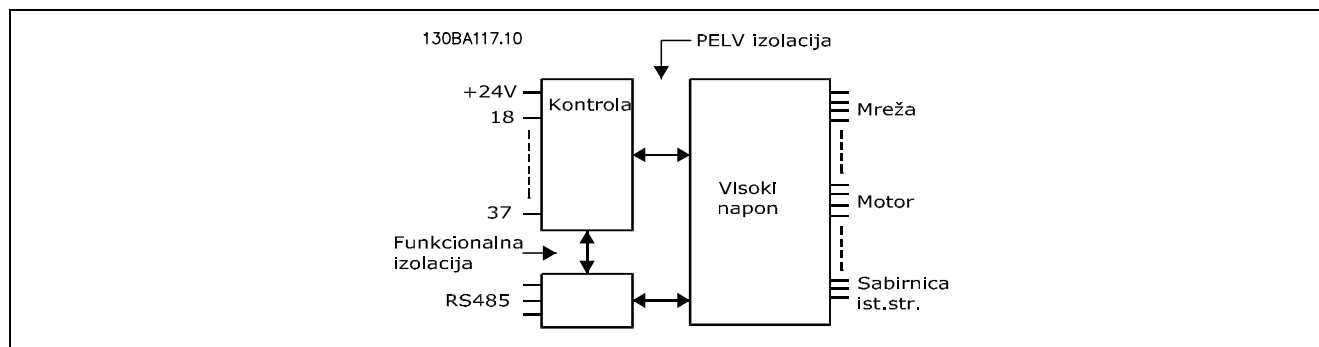 130BA117.10
PELV izolacija
+24V
18
37
Kontrola
VIsoki
napon
Mreža
Motor
Sabirnica
ist.str.
Funkcionalna
izolacija
RS485